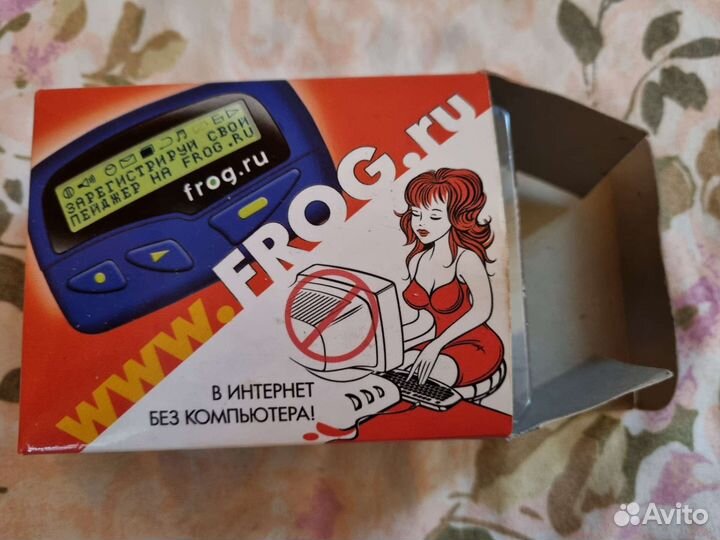 ЗАРЕГИСТРИРУЙ СВОЙ
ПЕЙДЖЕР НА FROG.RU
frog.ru
www.FROG.ru
В ИНТЕРНЕТ
БЕЗ КОМПЬЮТЕРА!
Avito